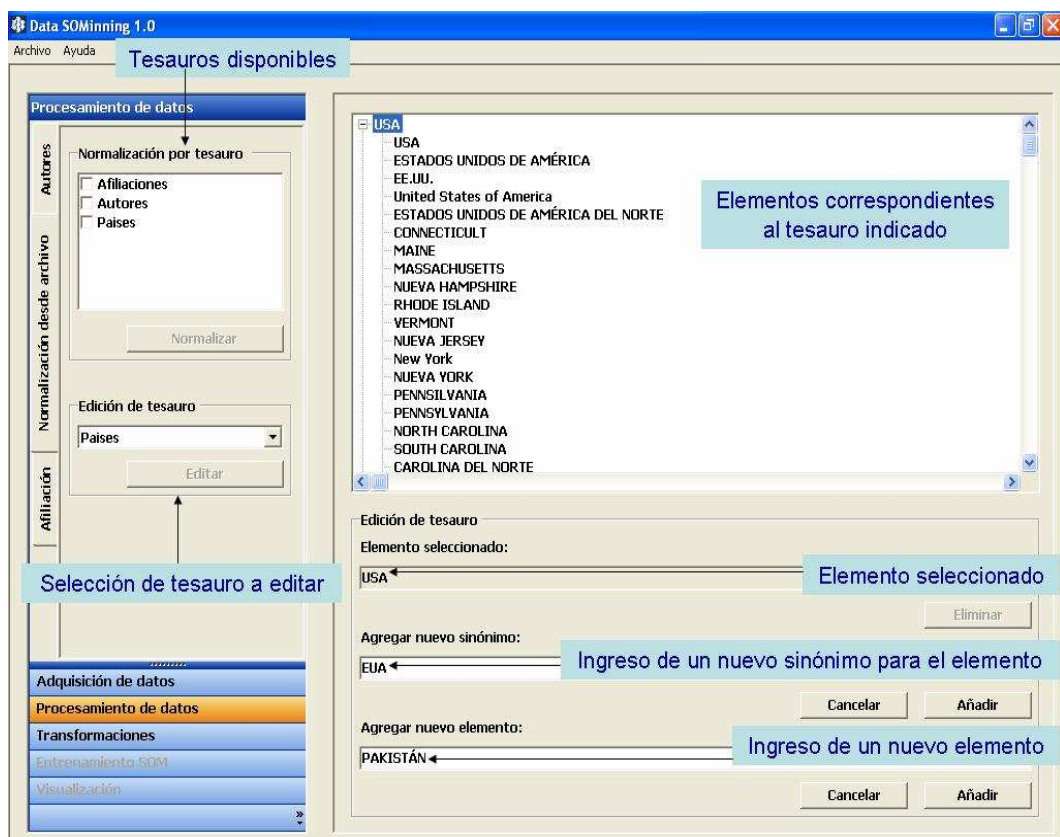 Data SOMinning 1.0
Archivo Ayuda
Tesauros disponibles
Procesamiento de datos
Autores
Normalización desde archivo
Afiliación
Normalización por tesauro
Afiliaciones
Autores
Paises
Normalizar
Edición de tesauro
Paises
Editar
Selección de tesauro a editar
Adquisición de datos
Procesamiento de datos
Transformaciones
Entrenamiento SOM
Visualización
»
USA
USA
ESTADOS UNIDOS DE AMÉRICA
EE.UU.
United States of America
ESTADOS UNIDOS DE AMÉRICA DEL NORTE
CONNECTICULT
MAINE
MASSACHUSETTS
NUEVA HAMPSHIRE
RHODE ISLAND
VERMONT
NUEVA JERSEY
New York
NUEVA YORK
PENNSILVANIA
PENNSYLVANIA
NORTH CAROLINA
SOUTH CAROLINA
CAROLINA DEL NORTE
Elementos correspondientes
al tesauro indicado
Edición de tesauro
Elemento seleccionado:
USA
Elemento seleccionado
Eliminar
Agregar nuevo sinónimo:
EUA
Ingreso de un nuevo sinónimo para el elemento
Cancelar Añadir
Agregar nuevo elemento:
PAKISTÁN
Ingreso de un nuevo elemento
Cancelar Añadir